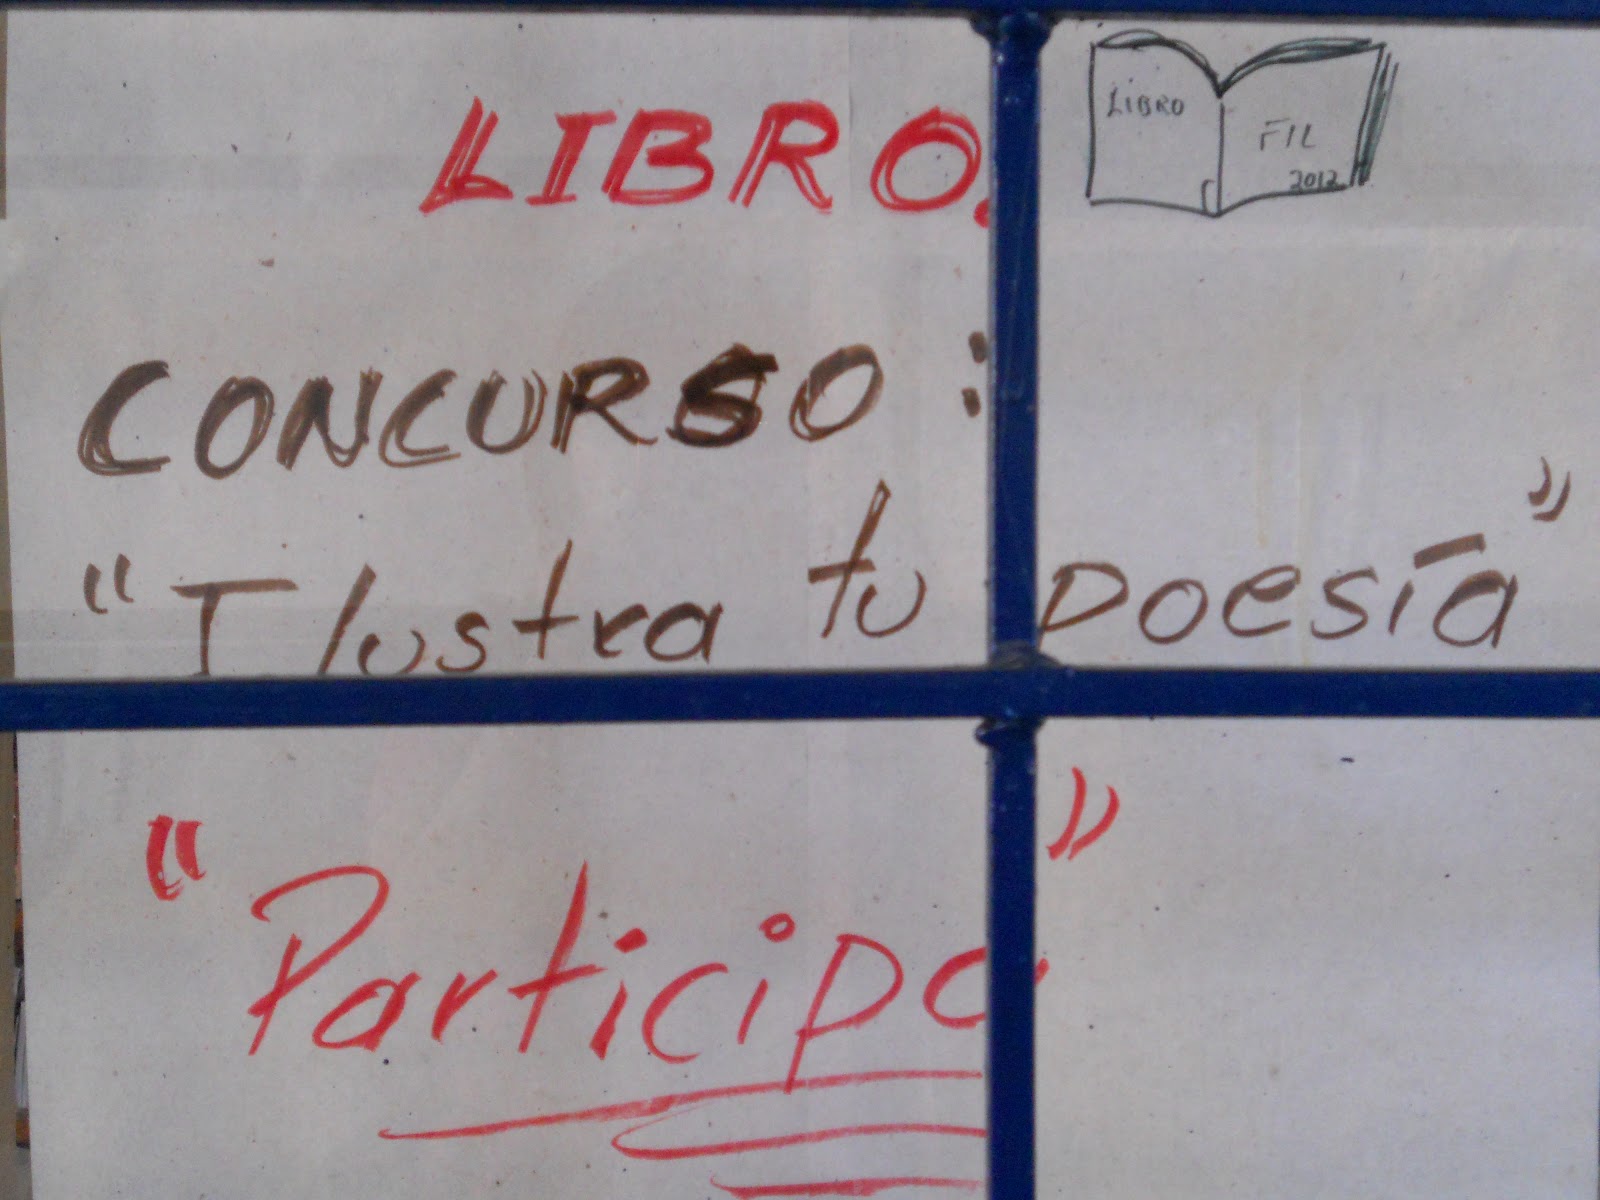 LIBRO.
LIBRO
FIL
2012
CONCURSO:
"Ilustra tu poesía"
"Participa"